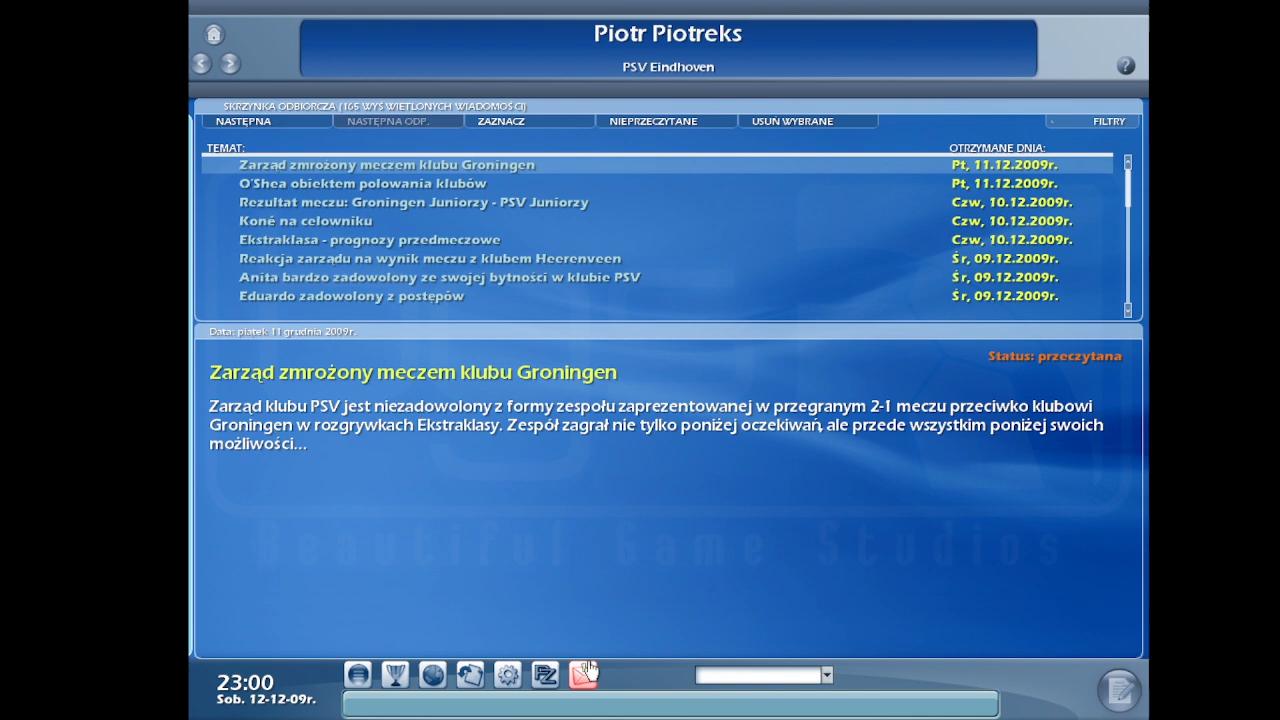 Piotr Piotreks
PSV Eindhoven
?
SKRZYNKA ODBIORCZA (165 WYŚWIETLONYCH WIADOMOŚCI)
NASTĘPNA NASTĘPNA ODP. ZAZNACZ NIEPRZECZYTANE USUŃ WYBRANE FILTRY
TEMAT: OTRZYMANE DNIA:
Zarząd zmrożony meczem klubu Groningen Pt, 11.12.2009r.
O'Shea obiektem polowania klubów Pt, 11.12.2009r.
Rezultat meczu: Groningen Juniorzy - PSV Juniorzy Czw, 10.12.2009r.
Koné na celowniku Czw, 10.12.2009r.
Ekstraklasa - prognozy przedmeczowe Czw, 10.12.2009r.
Reakcja zarządu na wynik meczu z klubem Heerenveen Śr, 09.12.2009r.
Anita bardzo zadowolony ze swojej bytności w klubie PSV Śr, 09.12.2009r.
Eduardo zadowolony z postępów Śr, 09.12.2009r.
Data: piątek 11 grudnia 2009r.
Status: przeczytana
Zarząd zmrożony meczem klubu Groningen
Zarząd klubu PSV jest niezadowolony z formy zespołu zaprezentowanej w przegranym 2-1 meczu przeciwko klubowi
Groningen w rozgrywkach Ekstraklasy. Zespół zagrał nie tylko poniżej oczekiwań, ale przede wszystkim poniżej swoich
możliwości...
Beautiful Game Studios
23:00
Sob. 12-12-09r.